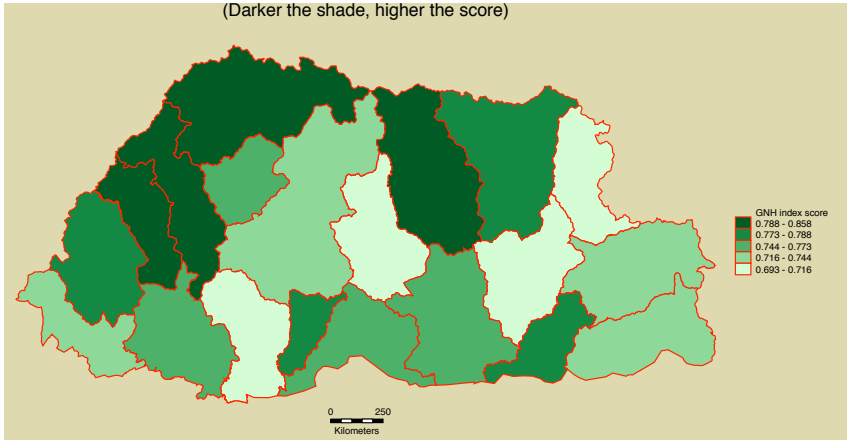 (Darker the shade, higher the score)
GNH index score
0.788 - 0.858
0.773 - 0.788
0.744 - 0.773
0.716 - 0.744
0.693 - 0.716
0 250
Kilometers